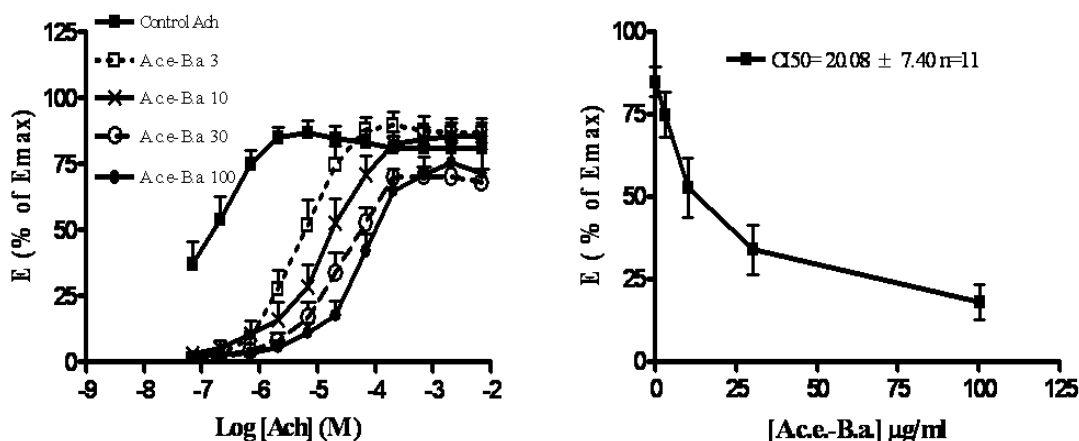 125
100
75
50
25
0
E (% of Emax)
Control Ach
Ace-Ba 3
Ace-Ba 10
Ace-Ba 30
Ace-Ba 100
-9 -8 -7 -6 -5 -4 -3 -2
Log [Ach] (M)
100
75
50
25
0
E ( % of Emax)
CI50= 20.08 ± 7.40 n=11
0 25 50 75 100 125
[A.c.e.-B.a.] µg/ml